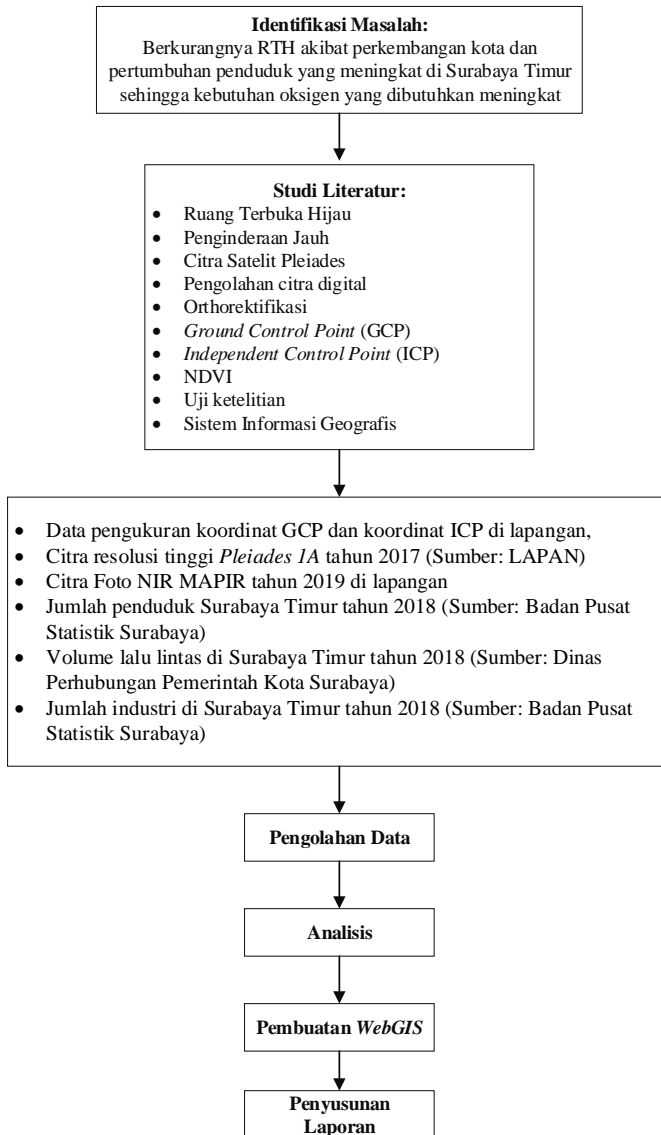 Identifikasi Masalah:
Berkurangnya RTH akibat perkembangan kota dan
pertumbuhan penduduk yang meningkat di Surabaya Timur
sehingga kebutuhan oksigen yang dibutuhkan meningkat
Studi Literatur:
• Ruang Terbuka Hijau
• Penginderaan Jauh
• Citra Satelit Pleiades
• Pengolahan citra digital
• Orthorektifikasi
• Ground Control Point (GCP)
• Independent Control Point (ICP)
• NDVI
• Uji ketelitian
• Sistem Informasi Geografis
• Data pengukuran koordinat GCP dan koordinat ICP di lapangan,
• Citra resolusi tinggi Pleiades 1A tahun 2017 (Sumber: LAPAN)
• Citra Foto NIR MAPIR tahun 2019 di lapangan
• Jumlah penduduk Surabaya Timur tahun 2018 (Sumber: Badan Pusat
Statistik Surabaya)
• Volume lalu lintas di Surabaya Timur tahun 2018 (Sumber: Dinas
Perhubungan Pemerintah Kota Surabaya)
• Jumlah industri di Surabaya Timur tahun 2018 (Sumber: Badan Pusat
Statistik Surabaya)
Pengolahan Data
Analisis
Pembuatan WebGIS
Penyusunan
Laporan